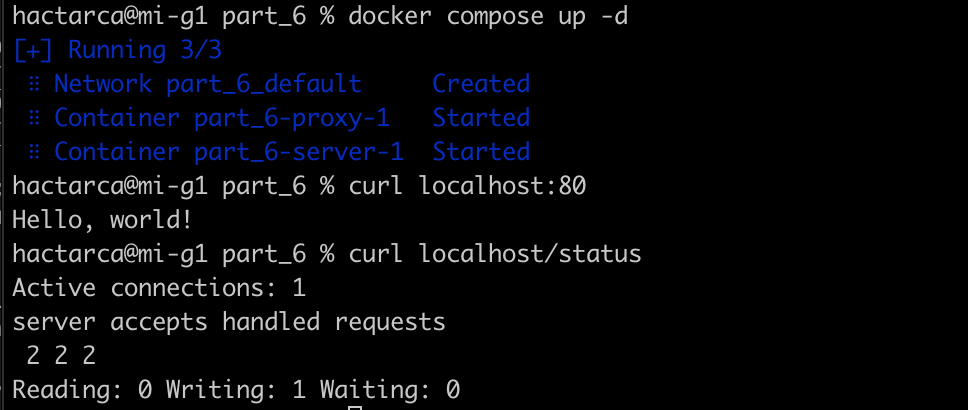 hactarca@mi-g1 part_6 % docker compose up -d
[+] Running 3/3
⠿ Network part_6_default Created
⠿ Container part_6-proxy-1 Started
⠿ Container part_6-server-1 Started
hactarca@mi-g1 part_6 % curl localhost:80
Hello, world!
hactarca@mi-g1 part_6 % curl localhost/status
Active connections: 1
server accepts handled requests
2 2 2
Reading: 0 Writing: 1 Waiting: 0